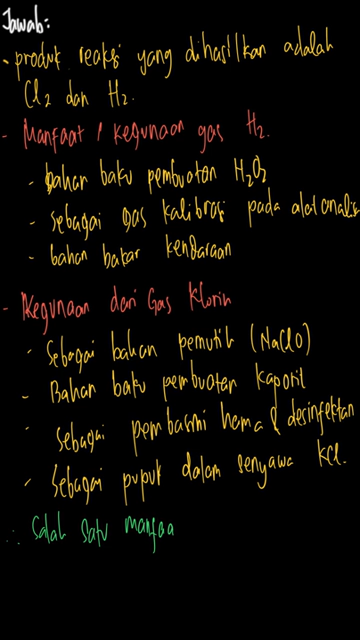 Jawab:
• produk reaksi yang dihasilkan adalah
Cl2 dan H2.
- Manfaat / kegunaan gas H2.
- bahan baku pembuatan H2O2
- sebagai gas kalibrasi pada alat analis
- bahan bakar kendaraan
- Kegunaan dari Gas Klorin
- Sebagai bahan pemutih (NaClO)
- Bahan baku pembuatan kaporit
- sebagai pembasmi hama & desinfektan
- Sebagai pupuk dalam senyawa KCl.
∴ Salah satu manfaa